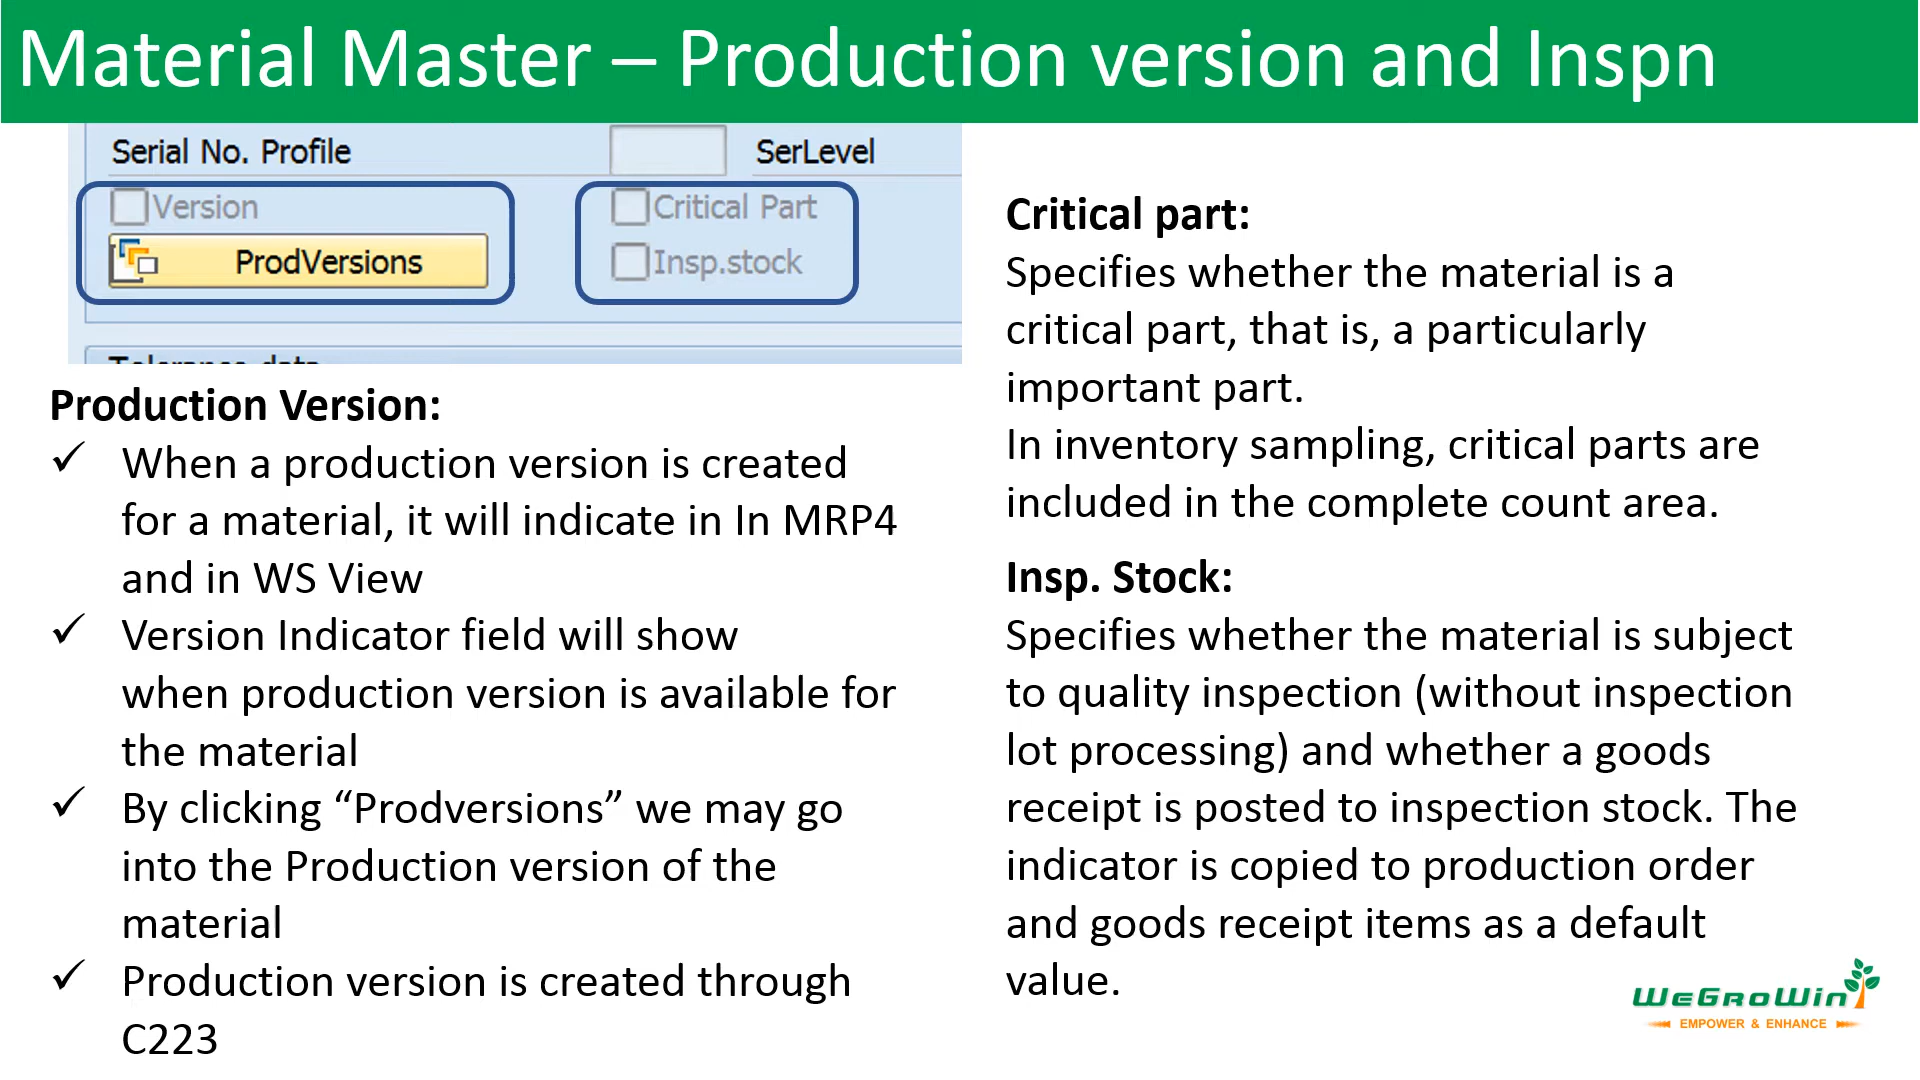 Material Master – Production version and Inspn
Serial No. Profile SerLevel
Version Critical Part
ProdVersions Insp.stock
Tolerance data
Production Version:
✓ When a production version is created
for a material, it will indicate in In MRP4
and in WS View
✓ Version Indicator field will show
when production version is available for
the material
✓ By clicking “Prodversions” we may go
into the Production version of the
material
✓ Production version is created through
C223
Critical part:
Specifies whether the material is a
critical part, that is, a particularly
important part.
In inventory sampling, critical parts are
included in the complete count area.
Insp. Stock:
Specifies whether the material is subject
to quality inspection (without inspection
lot processing) and whether a goods
receipt is posted to inspection stock. The
indicator is copied to production order
and goods receipt items as a default
value.
WeGroWin
EMPOWER & ENHANCE